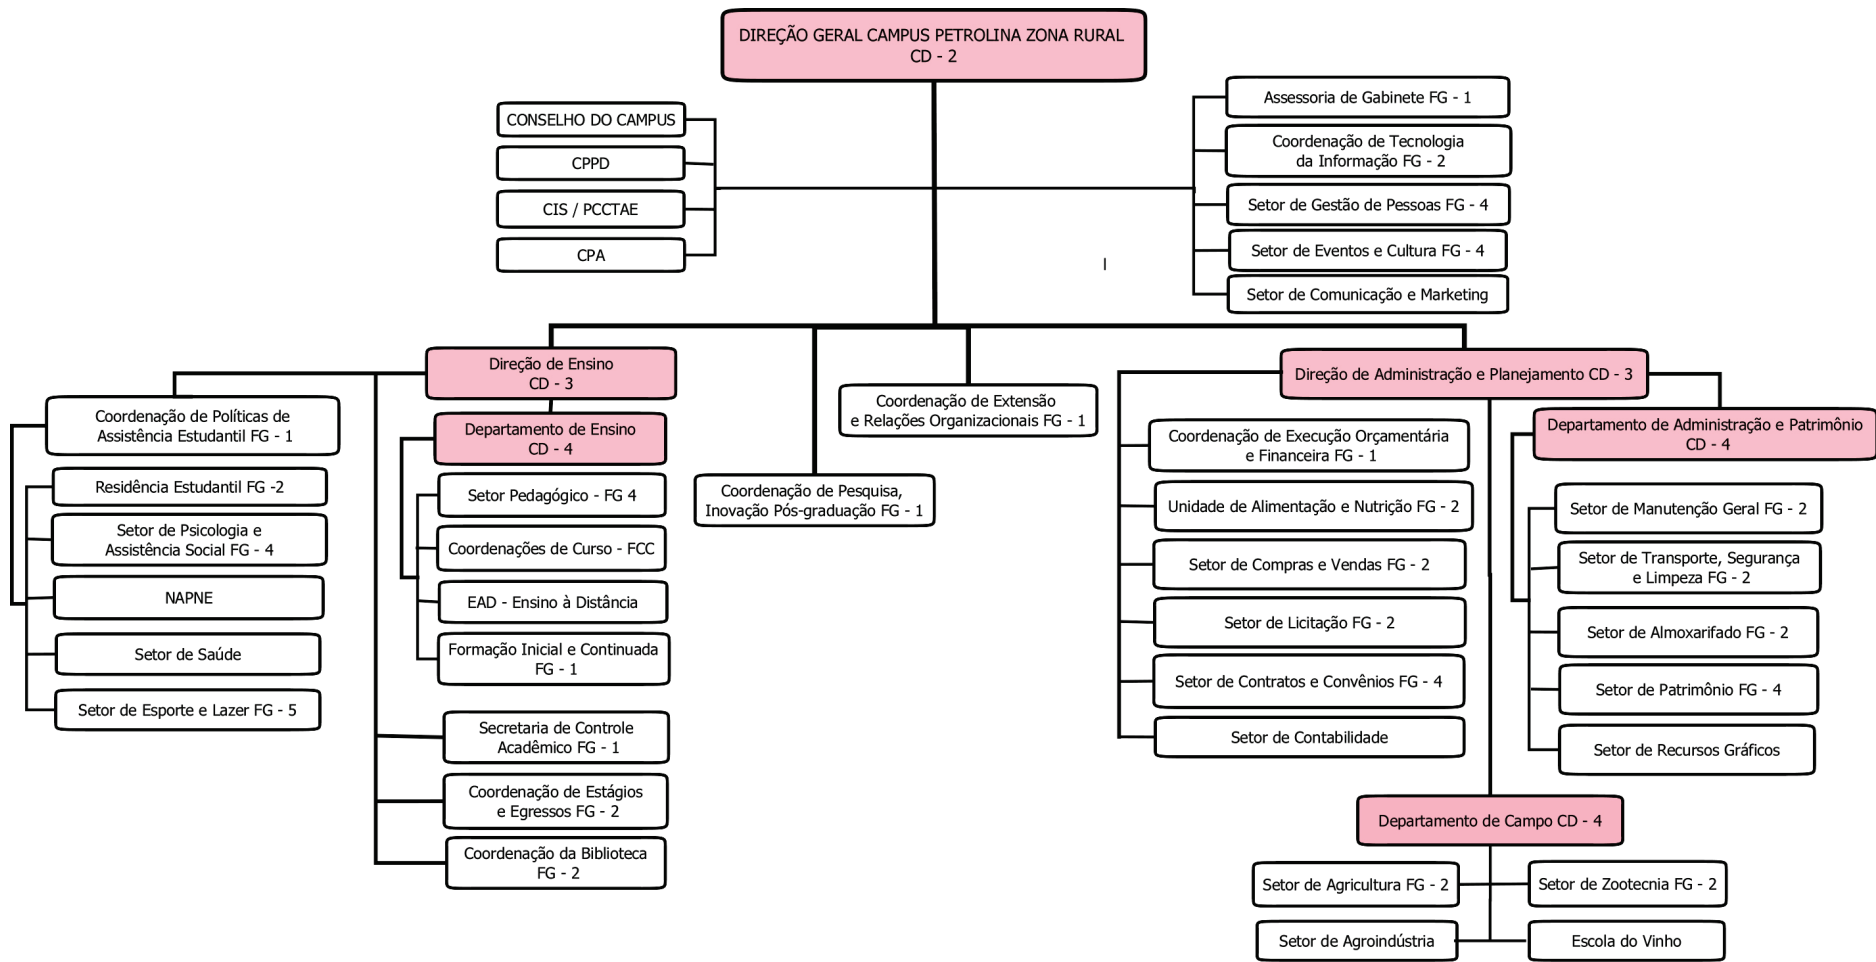 DIREÇÃO GERAL CAMPUS PETROLINA ZONA RURAL
CD - 2
CONSELHO DO CAMPUS
CPPD
CIS / PCCTAE
CPA
Assessoria de Gabinete FG - 1
Coordenação de Tecnologia
da Informação FG - 2
Setor de Gestão de Pessoas FG - 4
Setor de Eventos e Cultura FG - 4
Setor de Comunicação e Marketing
Direção de Ensino
CD - 3
Coordenação de Políticas de
Assistência Estudantil FG - 1
Residência Estudantil FG -2
Setor de Psicologia e
Assistência Social FG - 4
NAPNE
Setor de Saúde
Setor de Esporte e Lazer FG - 5
Departamento de Ensino
CD - 4
Setor Pedagógico - FG 4
Coordenações de Curso - FCC
EAD - Ensino à Distância
Formação Inicial e Continuada
FG - 1
Secretaria de Controle
Acadêmico FG - 1
Coordenação de Estágios
e Egressos FG - 2
Coordenação da Biblioteca
FG - 2
Coordenação de Pesquisa,
Inovação Pós-graduação FG - 1
Coordenação de Extensão
e Relações Organizacionais FG - 1
Direção de Administração e Planejamento CD - 3
Coordenação de Execução Orçamentária
e Financeira FG - 1
Unidade de Alimentação e Nutrição FG - 2
Setor de Compras e Vendas FG - 2
Setor de Licitação FG - 2
Setor de Contratos e Convênios FG - 4
Setor de Contabilidade
Departamento de Administração e Patrimônio
CD - 4
Setor de Manutenção Geral FG - 2
Setor de Transporte, Segurança
e Limpeza FG - 2
Setor de Almoxarifado FG - 2
Setor de Patrimônio FG - 4
Setor de Recursos Gráficos
Departamento de Campo CD - 4
Setor de Agricultura FG - 2
Setor de Zootecnia FG - 2
Setor de Agroindústria
Escola do Vinho